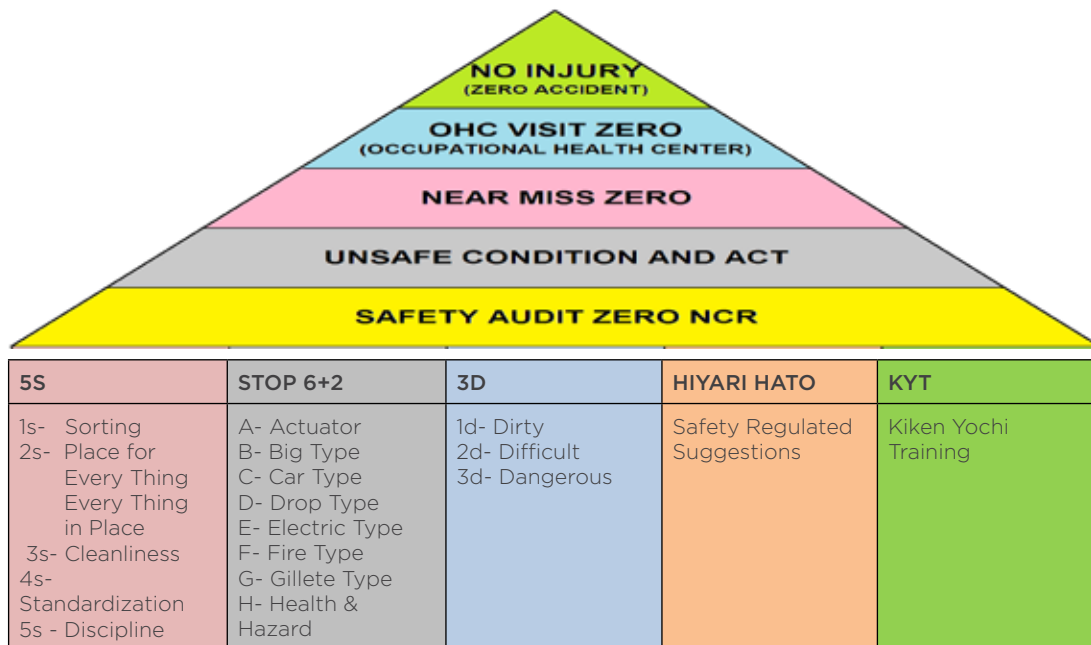 NO INJURY
(ZERO ACCIDENT)
OHC VISIT ZERO
(OCCUPATIONAL HEALTH CENTER)
NEAR MISS ZERO
UNSAFE CONDITION AND ACT
SAFETY AUDIT ZERO NCR
5S
1s- Sorting
2s- Place for
Every Thing
Every Thing
in Place
3s- Cleanliness
4s-
Standardization
5s - Discipline
STOP 6+2
A- Actuator
B- Big Type
C- Car Type
D- Drop Type
E- Electric Type
F- Fire Type
G- Gillete Type
H- Health &
Hazard
3D
1d- Dirty
2d- Difficult
3d- Dangerous
HIYARI HATO
Safety Regulated
Suggestions
KYT
Kiken Yochi
Training